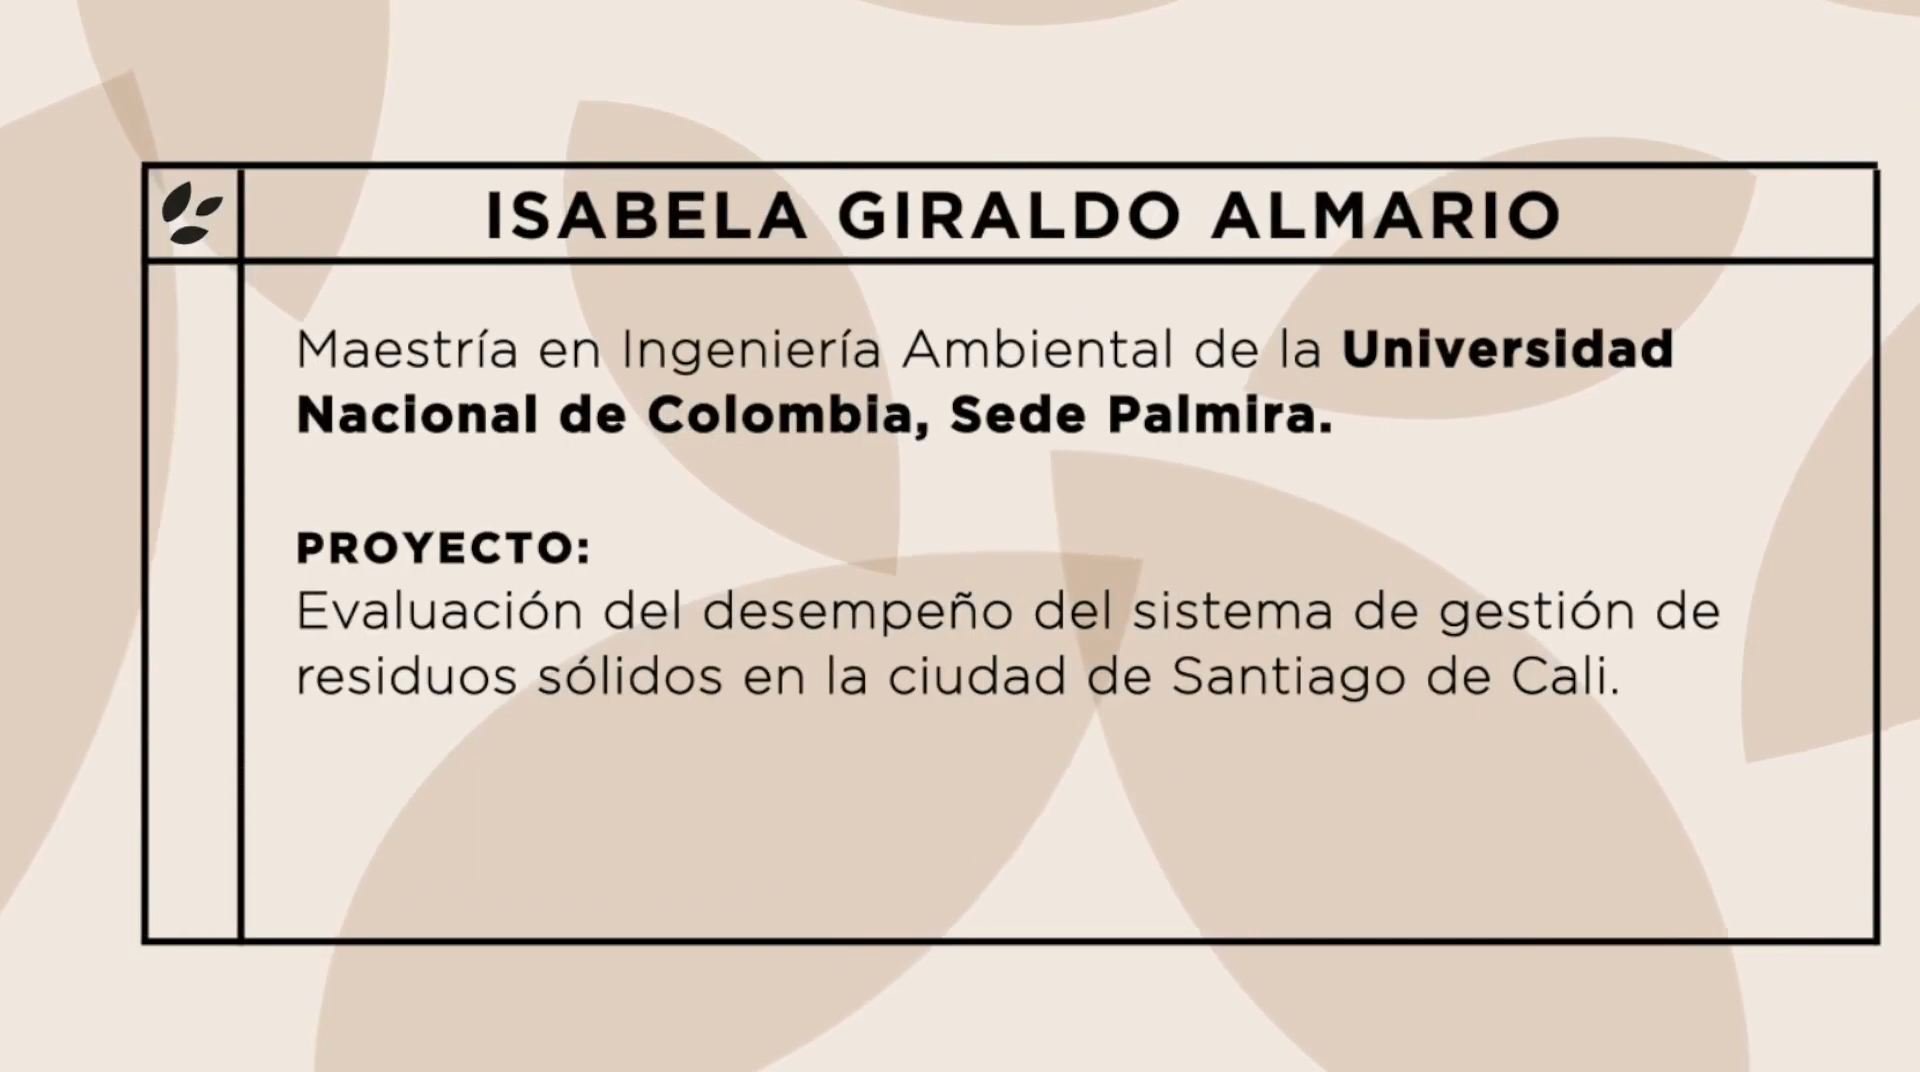 ISABELA GIRALDO ALMARIO
Maestría en Ingeniería Ambiental de la Universidad
Nacional de Colombia, Sede Palmira.
PROYECTO:
Evaluación del desempeño del sistema de gestión de
residuos sólidos en la ciudad de Santiago de Cali.